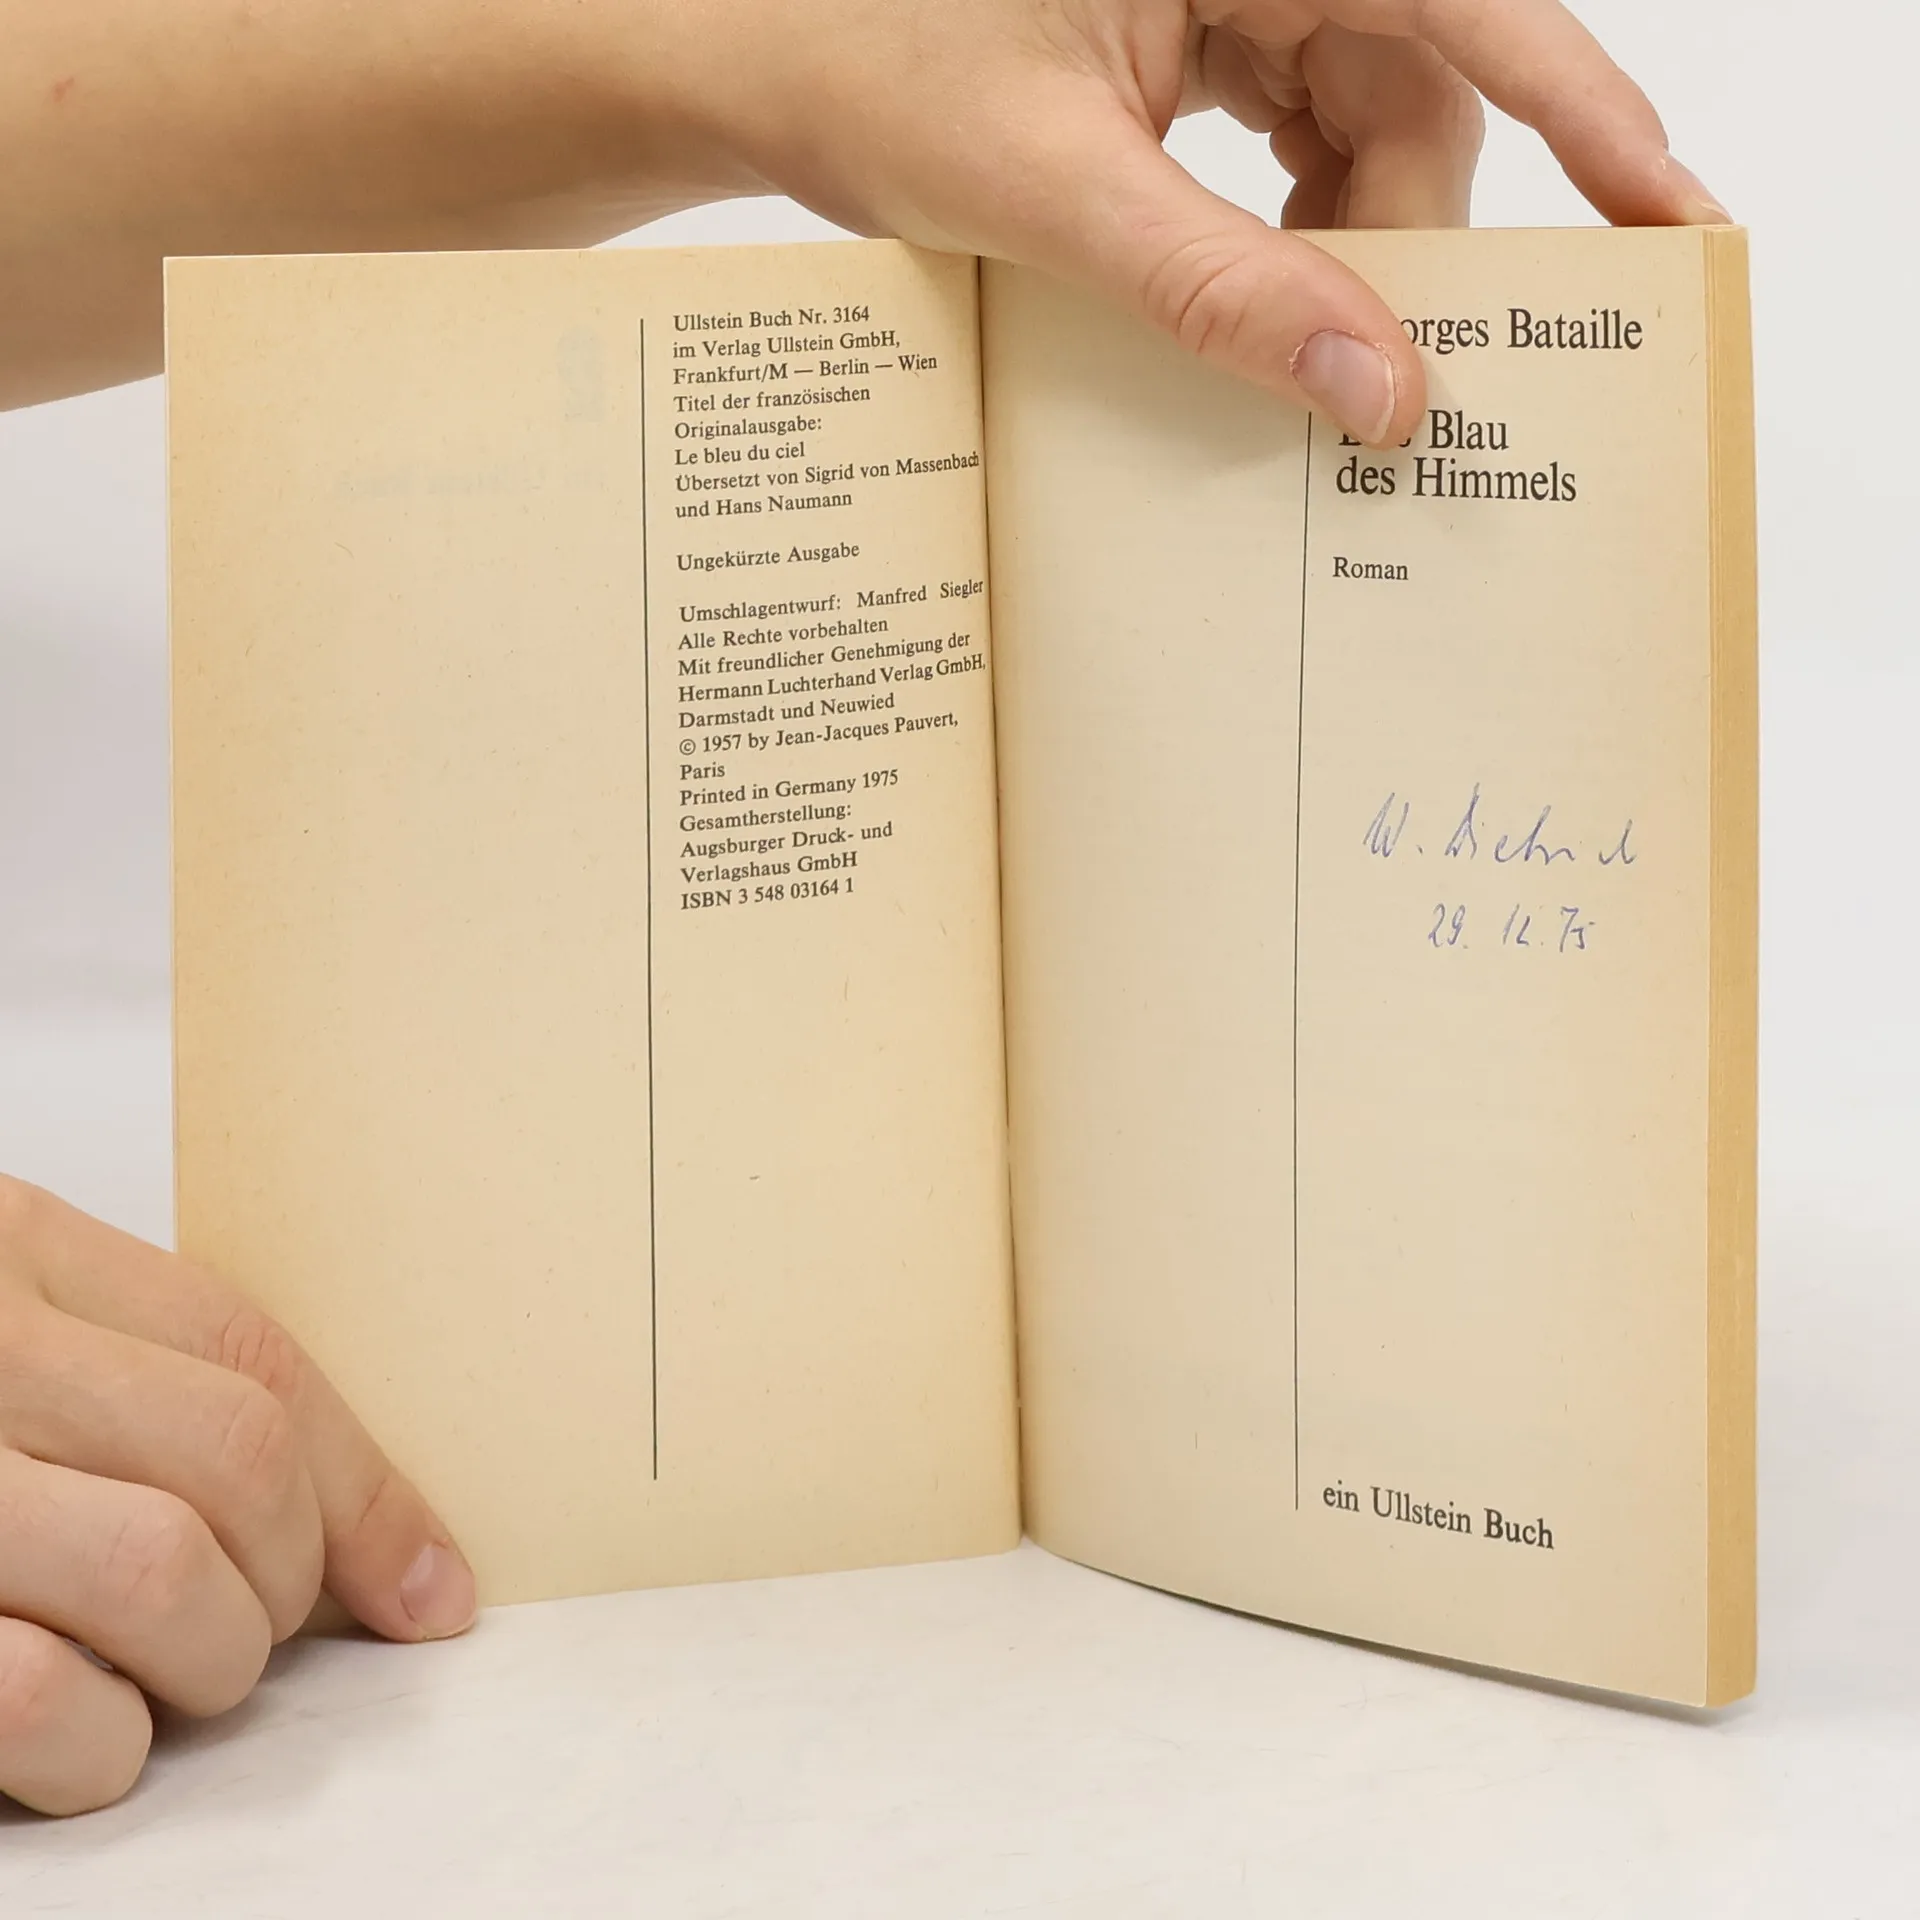 Ullstein Buch Nr. 3164
im Verlag Ullstein GmbH,
Frankfurt/M — Berlin — Wien
Titel der französischen
Originalausgabe:
Le bleu du ciel
Übersetzt von Sigrid von Massenbach
und Hans Naumann
Ungekürzte Ausgabe
Umschlagentwurf: Manfred Siegler
Alle Rechte vorbehalten
Mit freundlicher Genehmigung der
Hermann Luchterhand Verlag GmbH,
Darmstadt und Neuwied
© 1957 by Jean-Jacques Pauvert,
Paris
Printed in Germany 1975
Gesamtherstellung:
Augsburger Druck- und
Verlagshaus GmbH
ISBN 3 548 03164 1
orges Bataille
Blau
des Himmels
Roman
W.
29. 12. 75
ein Ullstein Buch